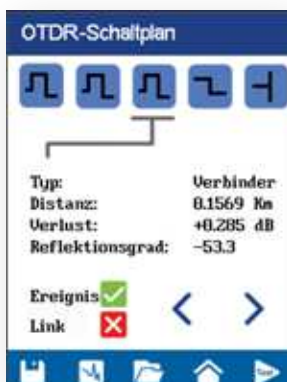 OTDR-Schaltplan
Typ: Verbinder
Distanz: 0.1569 Km
Verlust: +0.285 dB
Reflektionsgrad: -53.3
Ereignis
Link